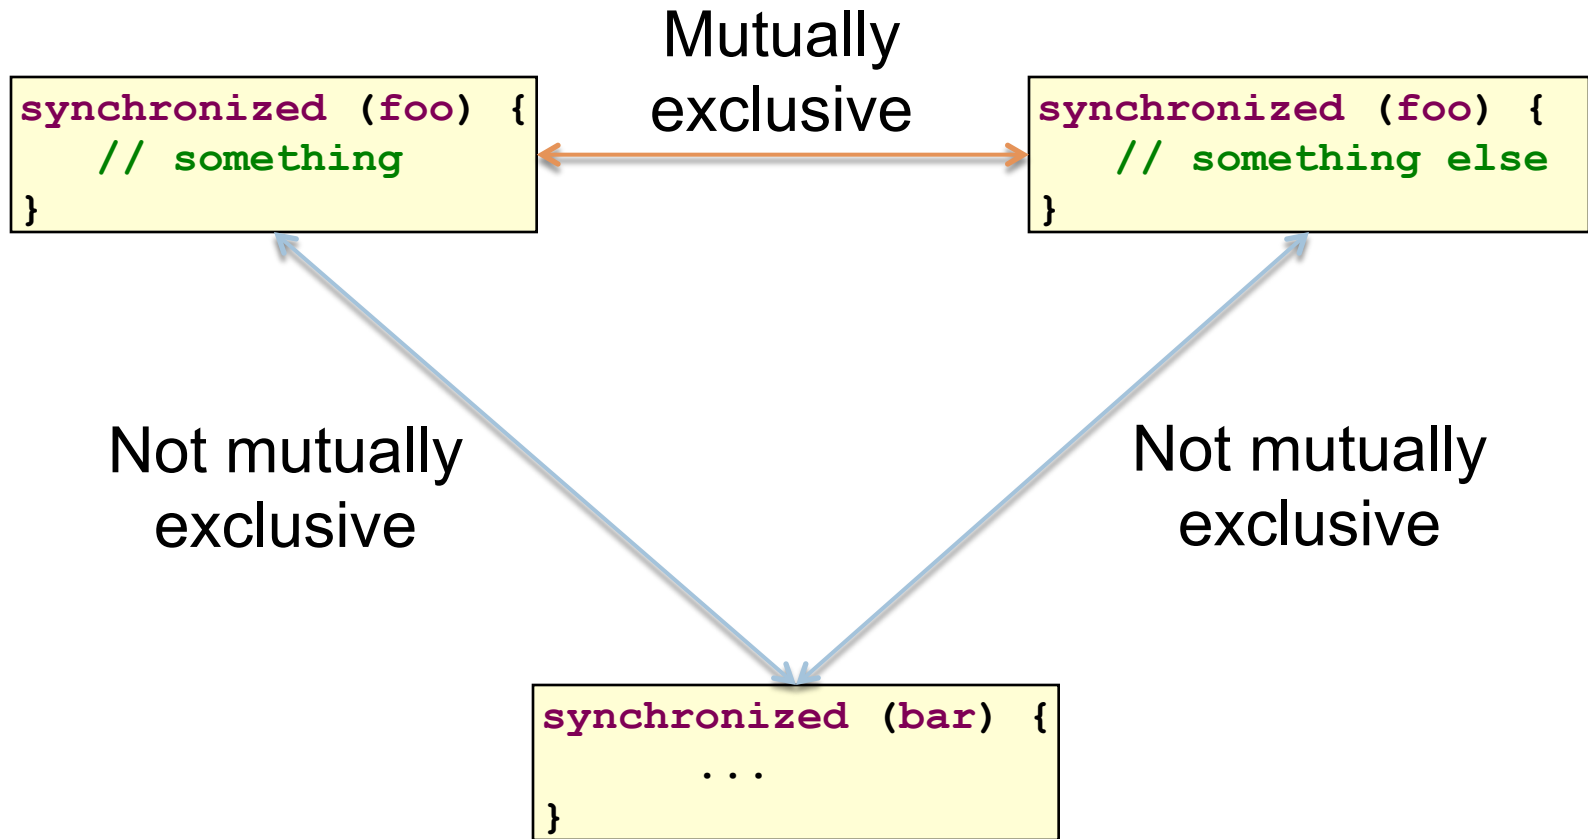 Mutually
exclusive
synchronized (foo) {
// something
}
synchronized (foo) {
// something else
}
Not mutually
exclusive
Not mutually
exclusive
synchronized (bar) {
...
}